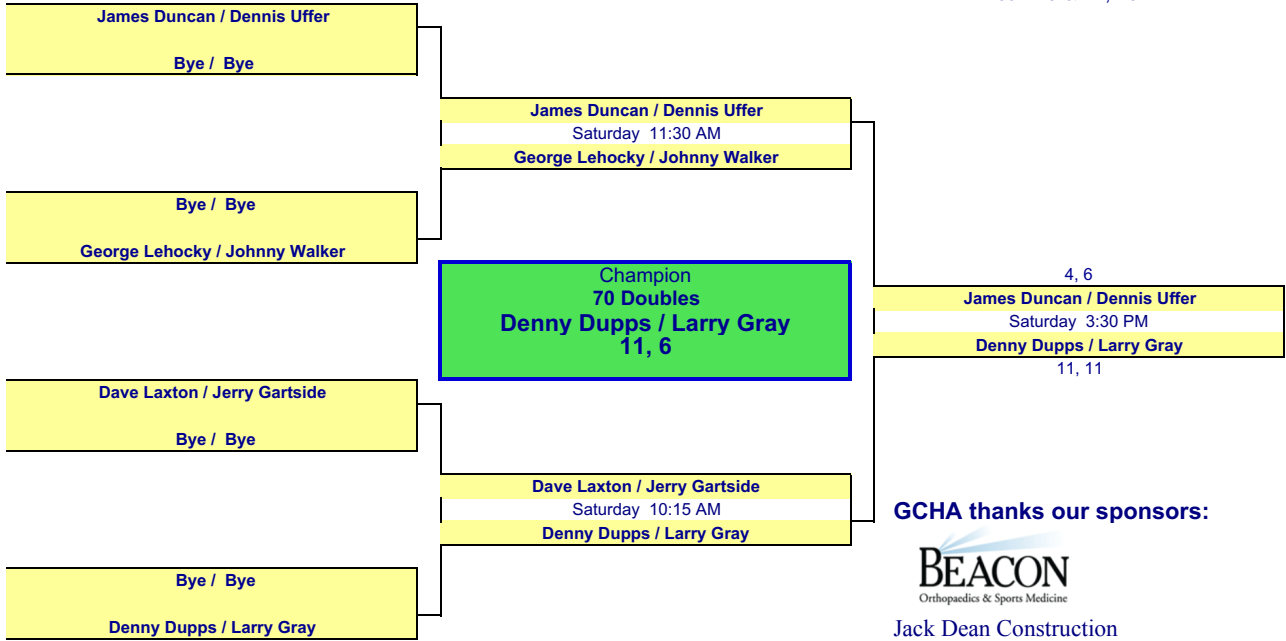 James Duncan / Dennis Uffer
Bye / Bye
James Duncan / Dennis Uffer
Saturday 11:30 AM
George Lehocky / Johnny Walker
Bye / Bye
George Lehocky / Johnny Walker
Champion
70 Doubles
Denny Dupps / Larry Gray
11, 6
4, 6
James Duncan / Dennis Uffer
Saturday 3:30 PM
Denny Dupps / Larry Gray
11, 11
Dave Laxton / Jerry Gartside
Bye / Bye
Dave Laxton / Jerry Gartside
Saturday 10:15 AM
Denny Dupps / Larry Gray
Bye / Bye
Denny Dupps / Larry Gray
GCHA thanks our sponsors:
BEACON
Orthopaedics & Sports Medicine
Jack Dean Construction